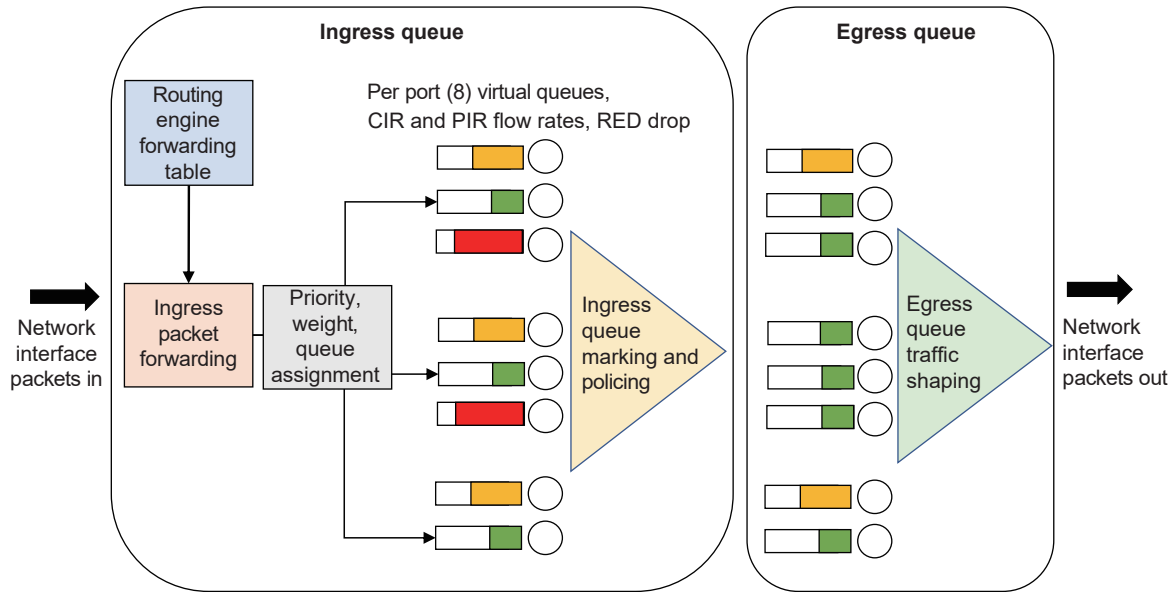 Ingress queue
Egress queue
Routing
engine
forwarding
table
Per port (8) virtual queues,
CIR and PIR flow rates, RED drop
Network
interface
packets in
Ingress
packet
forwarding
Priority,
weight,
queue
assignment
Ingress
queue
marking and
policing
Egress
queue
traffic
shaping
Network
interface
packets out